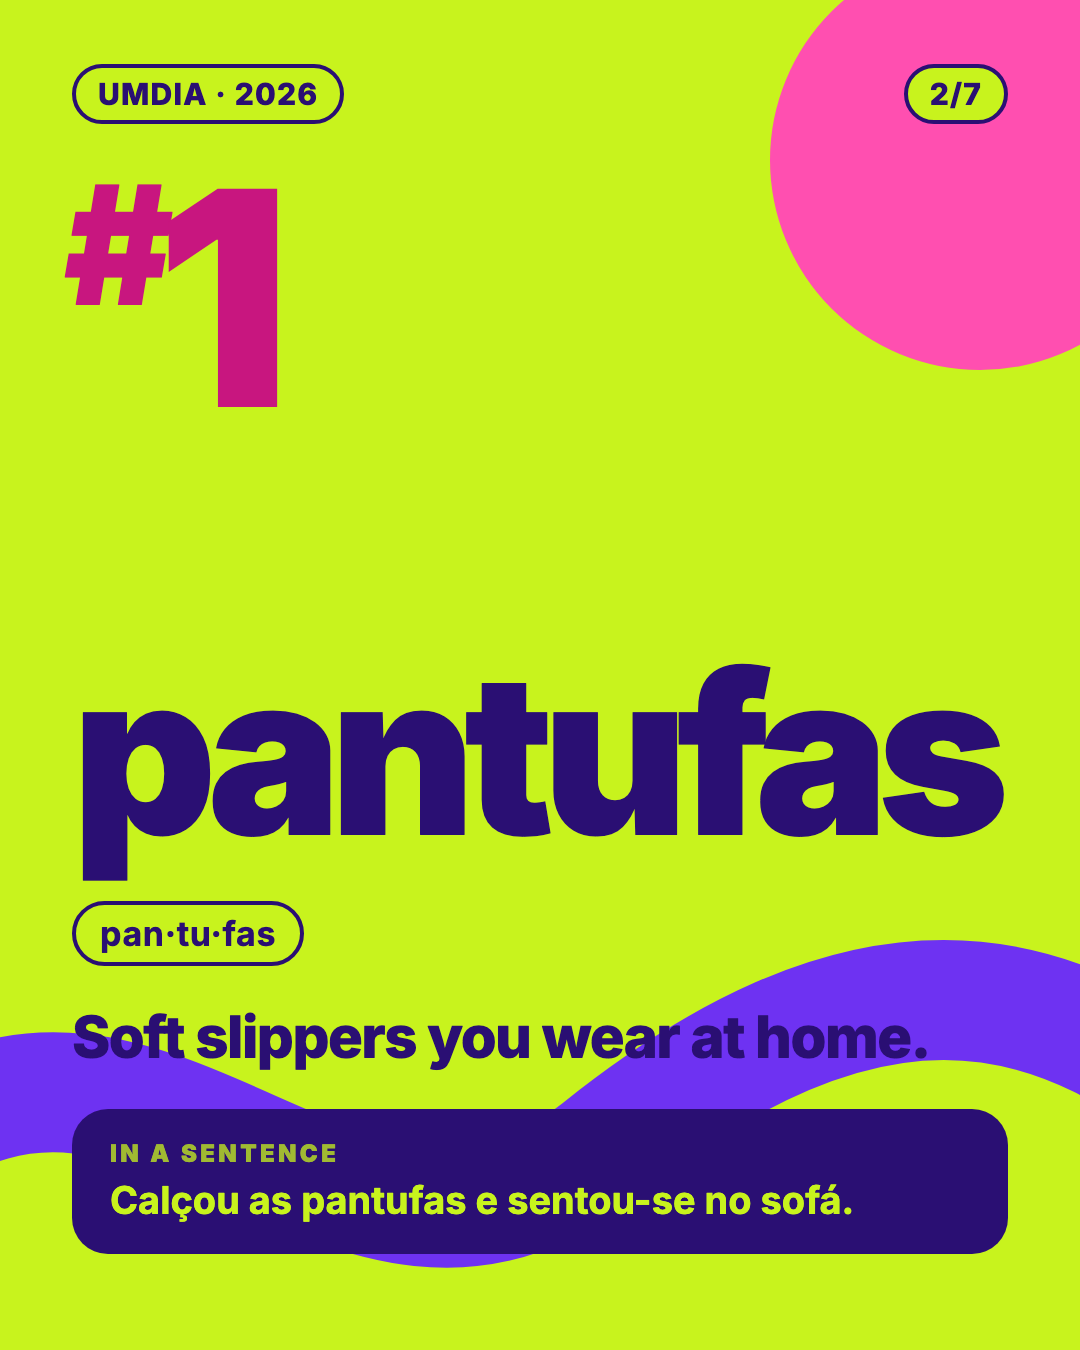 UMDIA · 2026
2/7
#1
pantufas
pan·tu·fas
Soft slippers you wear at home.
IN A SENTENCE
Calçou as pantufas e sentou-se no sofá.